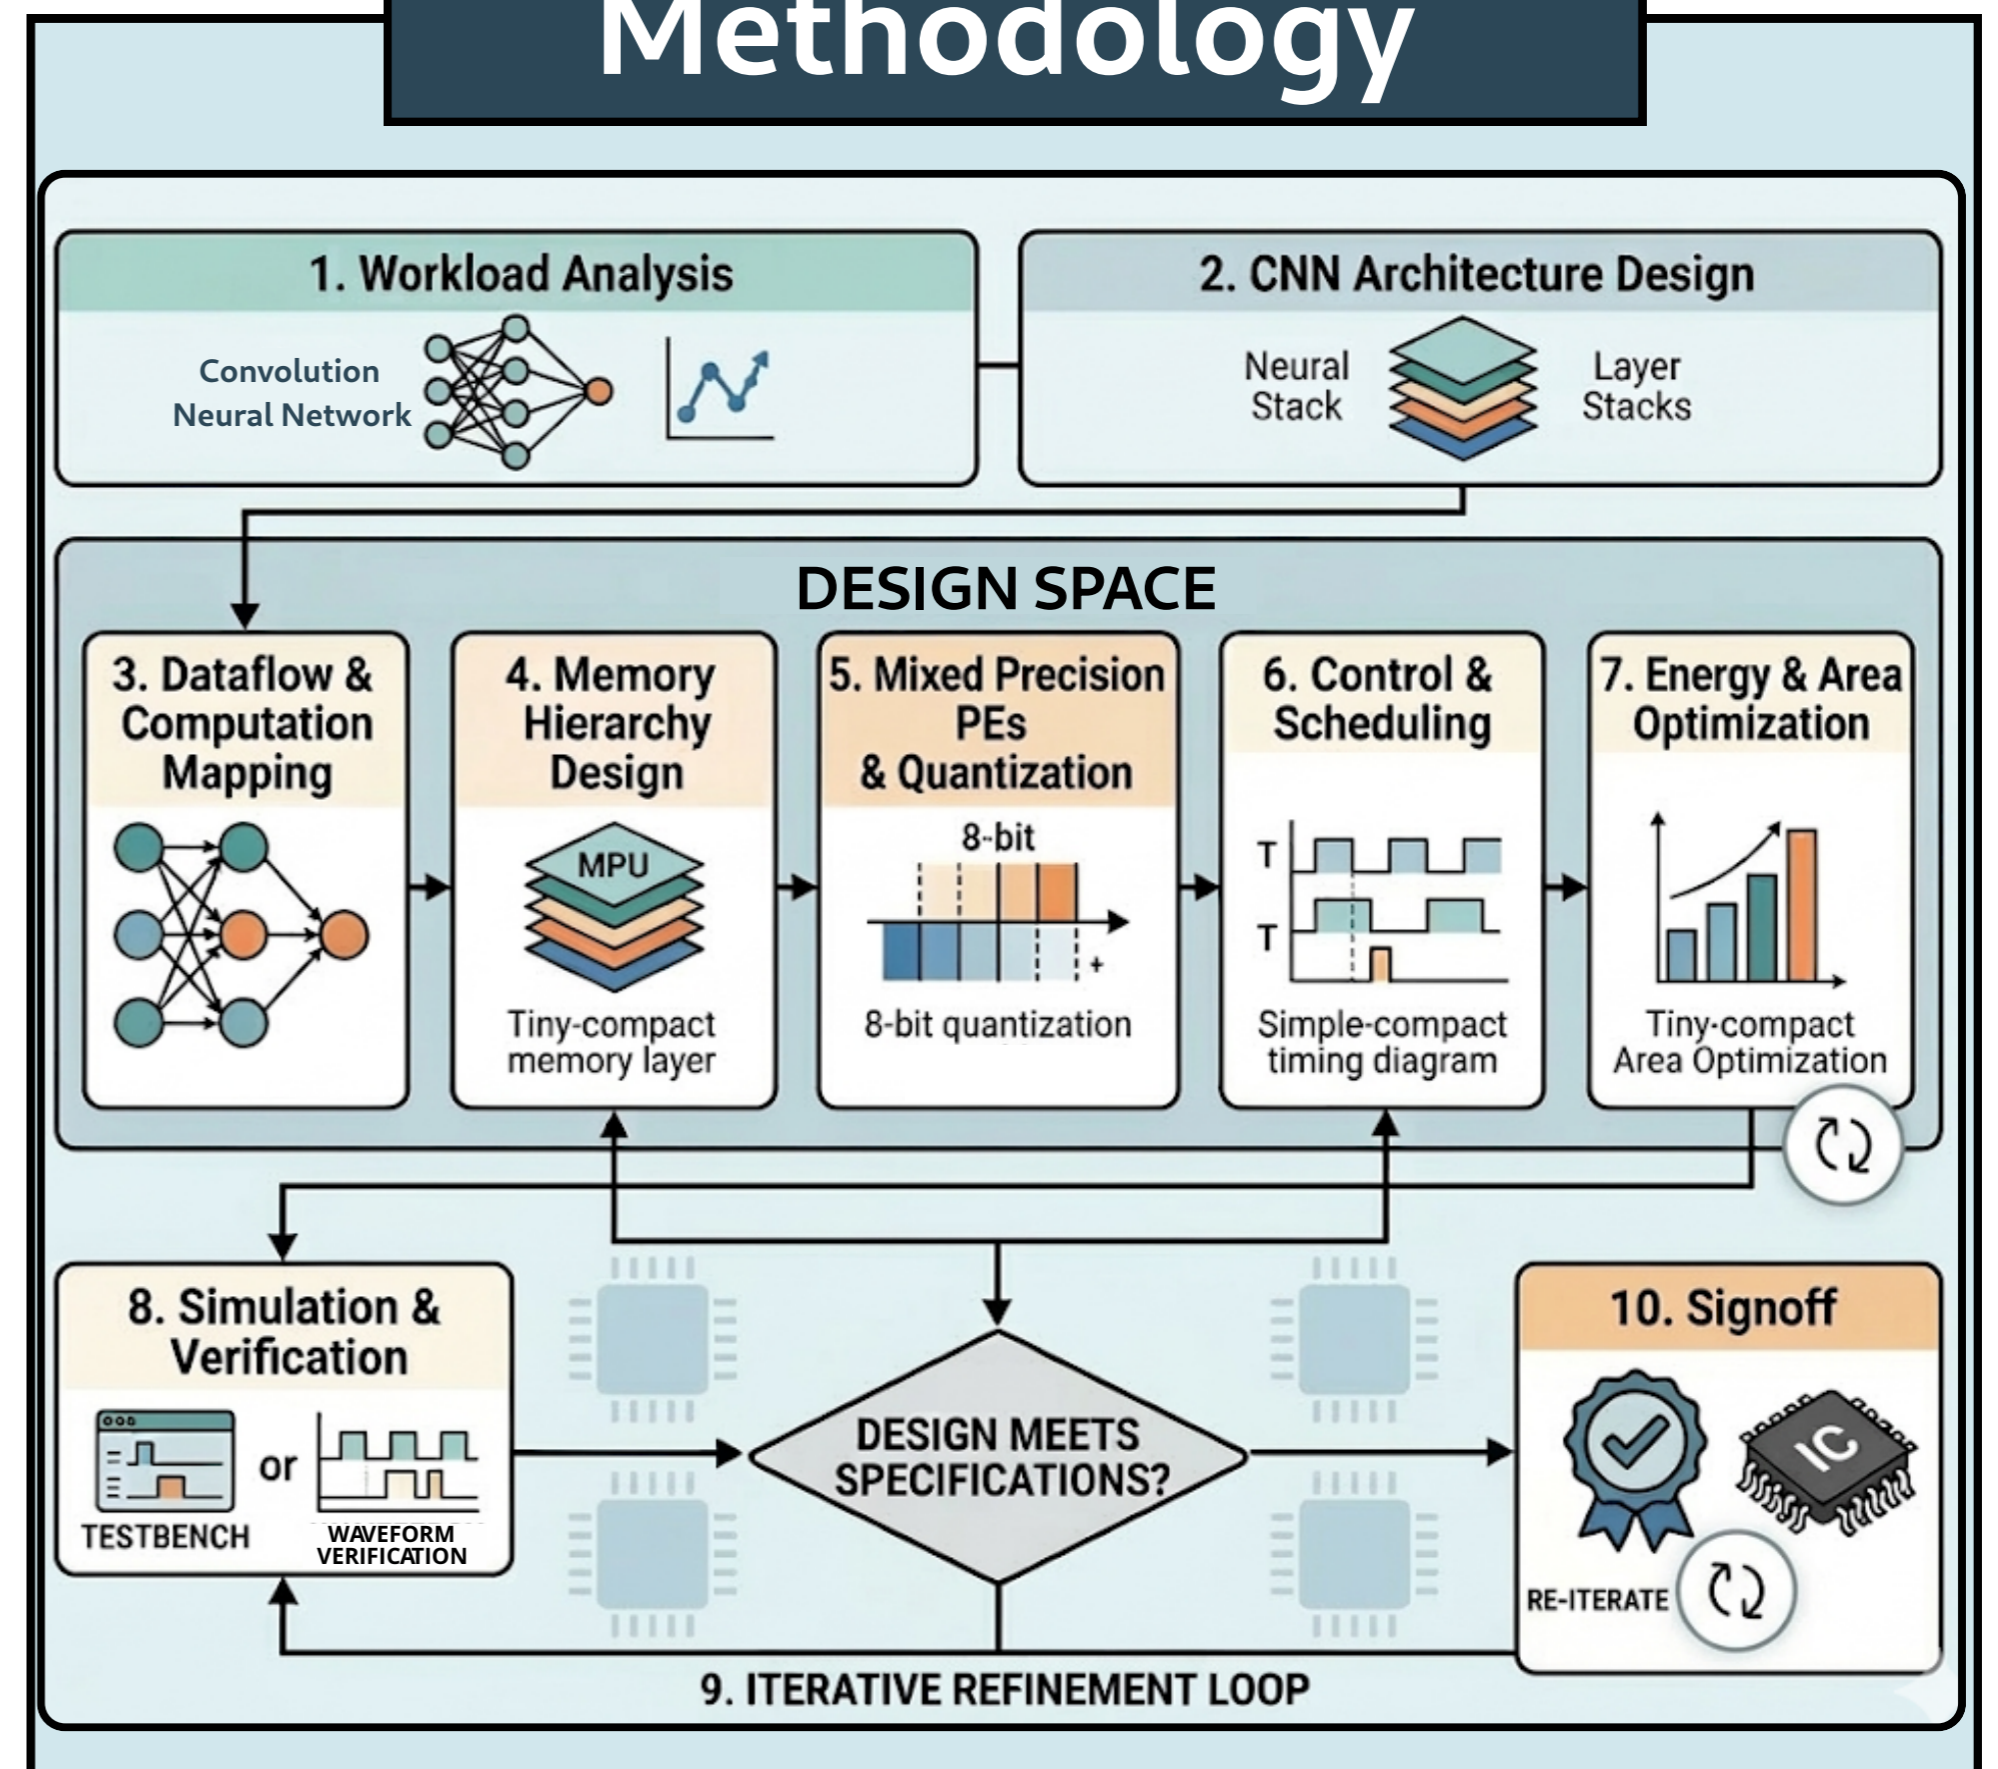 Methodology
1. Workload Analysis
Convolution
Neural Network
2. CNN Architecture Design
Neural
Stack
Layer
Stacks
DESIGN SPACE
3. Dataflow &
Computation
Mapping
4. Memory
Hierarchy
Design
MPU
Tiny-compact
memory layer
5. Mixed Precision
PEs
& Quantization
8-bit
+
8-bit quantization
6. Control &
Scheduling
T
T
Simple-compact
timing diagram
7. Energy & Area
Optimization
Tiny-compact
Area Optimization
8. Simulation &
Verification
or
TESTBENCH
WAVEFORM
VERIFICATION
DESIGN MEETS
SPECIFICATIONS?
10. Signoff
IC
RE-ITERATE
9. ITERATIVE REFINEMENT LOOP